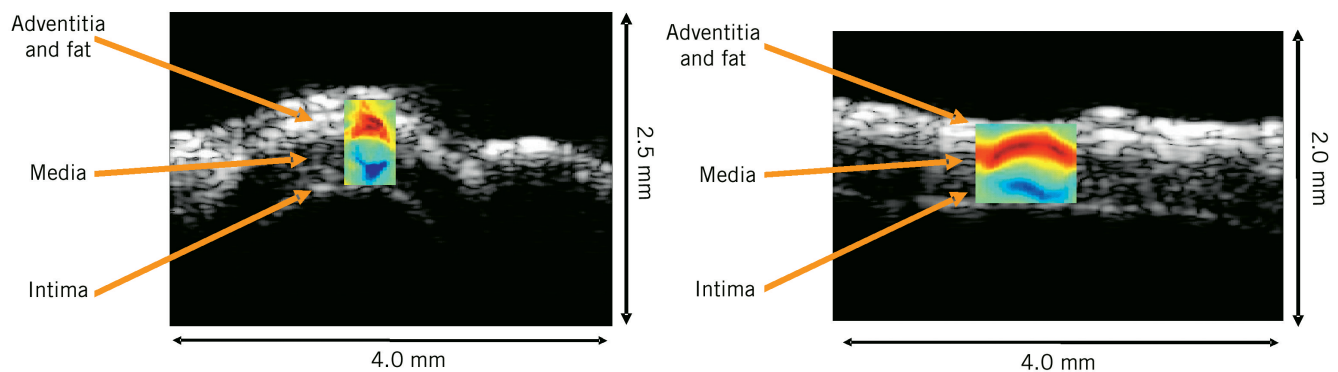 Adventitia
and fat
Media
Intima
2.5 mm
4.0 mm
Adventitia
and fat
Media
Intima
2.0 mm
4.0 mm